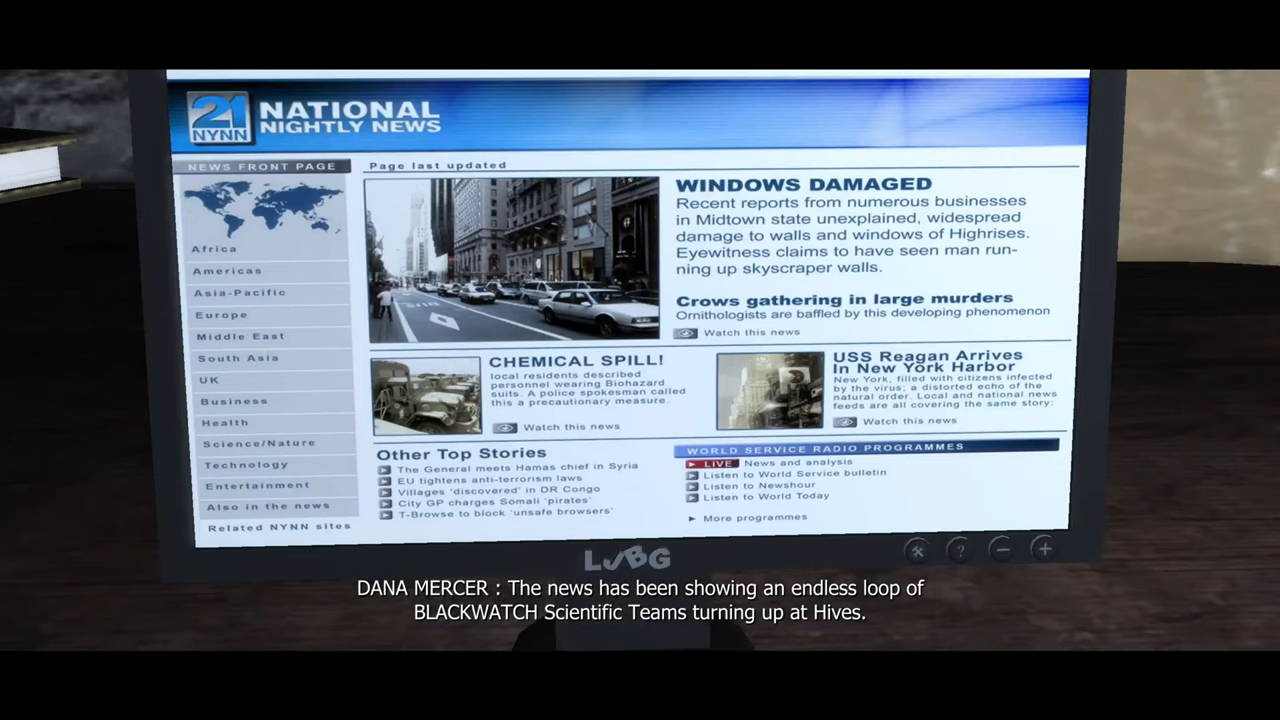 21
NYNN
NATIONAL
NIGHTLY NEWS
NEWS FRONT PAGE
Africa
Americas
Asia-Pacific
Europe
Middle East
South Asia
UK
Business
Health
Science/Nature
Technology
Entertainment
Also in the news
Related NYNN sites
Page last updated
WINDOWS DAMAGED
Recent reports from numerous businesses
in Midtown state unexplained, widespread
damage to walls and windows of Highrises.
Eyewitness claims to have seen man run-
ning up skyscraper walls.
Crows gathering in large murders
Ornithologists are baffled by this developing phenomenon
Watch this news
CHEMICAL SPILL!
local residents described
personnel wearing Biohazard
suits. A police spokesman called
this a precautionary measure.
Watch this news
USS Reagan Arrives
In New York Harbor
New York, filled with citizens infected
by the virus; a distorted echo of the
natural order. Local and national news
feeds are all covering the same story:
Watch this news
Other Top Stories
The General meets Hamas chief in Syria
EU tightens anti-terrorism laws
Villages 'discovered' in DR Congo
City GP charges Somali 'pirates'
T-Browse to block 'unsafe browsers'
WORLD SERVICE RADIO PROGRAMMES
LIVE News and analysis
Listen to World Service bulletin
Listen to Newshour
Listen to World Today
More programmes
? − +
DANA MERCER : The news has been showing an endless loop of
BLACKWATCH Scientific Teams turning up at Hives.